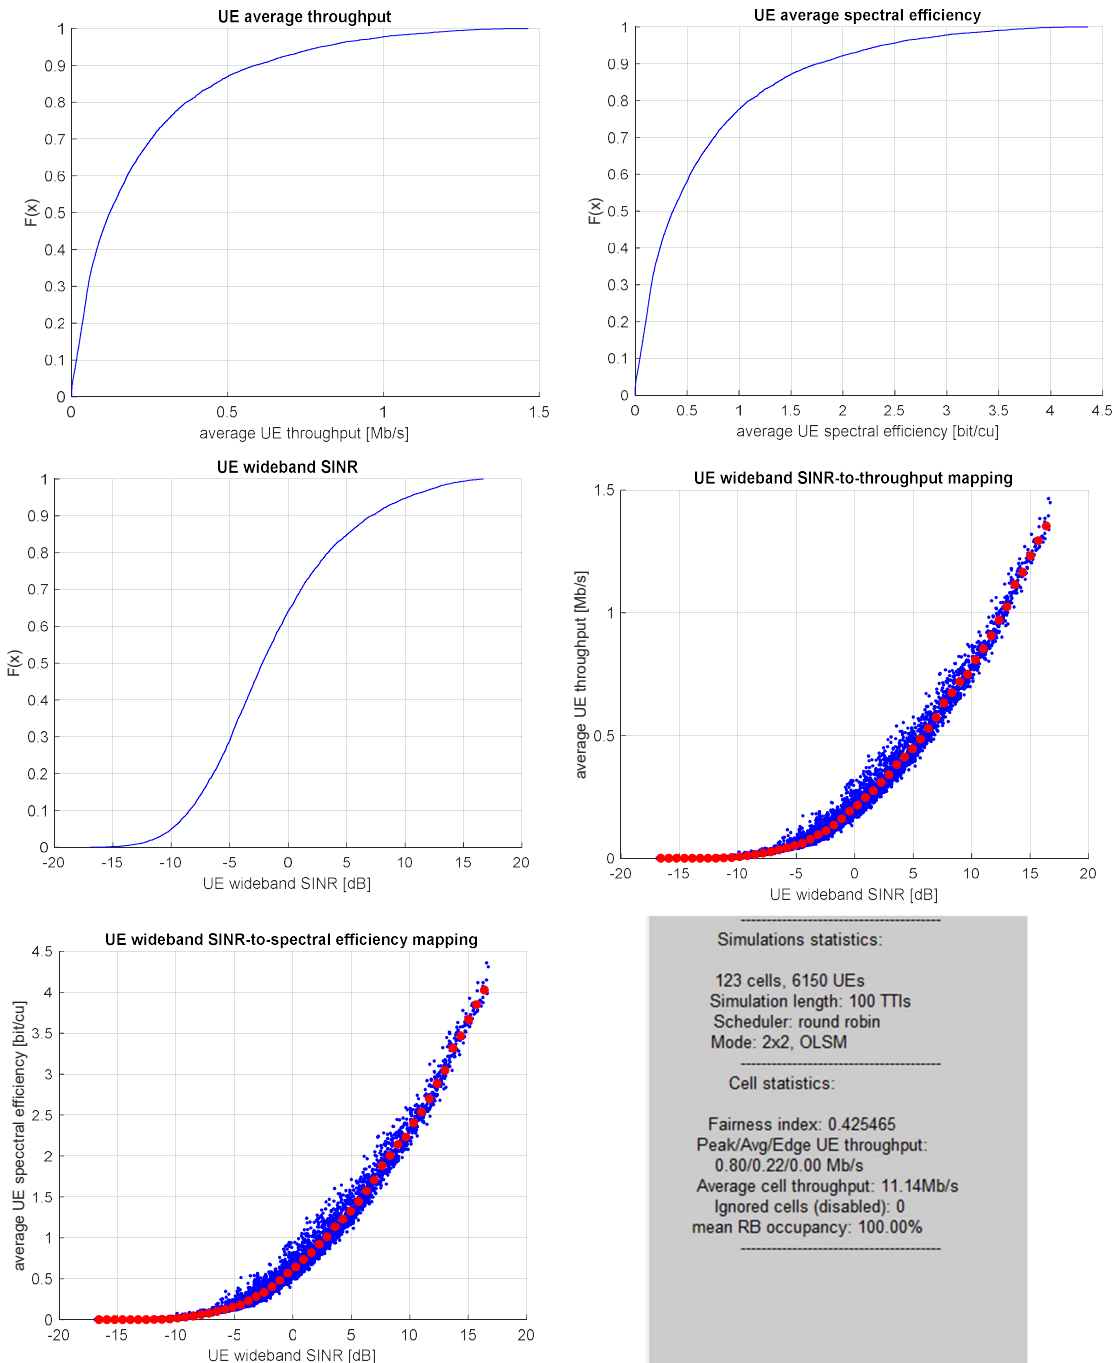 UE average throughput
1
0.9
0.8
0.7
0.6
0.5
0.4
0.3
0.2
0.1
0
F(x)
0 0.5 1 1.5
average UE throughput [Mb/s]
UE average spectral efficiency
1
0.9
0.8
0.7
0.6
0.5
0.4
0.3
0.2
0.1
0
F(x)
0 0.5 1 1.5 2 2.5 3 3.5 4 4.5
average UE spectral efficiency [bit/cu]
UE wideband SINR
1
0.9
0.8
0.7
0.6
0.5
0.4
0.3
0.2
0.1
0
F(x)
-20 -15 -10 -5 0 5 10 15 20
UE wideband SINR [dB]
UE wideband SINR-to-throughput mapping
1.5
1
0.5
0
average UE throughput [Mb/s]
-20 -15 -10 -5 0 5 10 15 20
UE wideband SINR [dB]
UE wideband SINR-to-spectral efficiency mapping
4.5
4
3.5
3
2.5
2
1.5
1
0.5
0
average UE specctral efficiency [bit/cu]
-20 -15 -10 -5 0 5 10 15 20
UE wideband SINR [dB]
----------------------------------------
Simulations statistics:
123 cells, 6150 UEs
Simulation length: 100 TTIs
Scheduler: round robin
Mode: 2x2, OLSM
----------------------------------------
Cell statistics:
Fairness index: 0.425465
Peak/Avg/Edge UE throughput:
0.80/0.22/0.00 Mb/s
Average cell throughput: 11.14Mb/s
Ignored cells (disabled): 0
mean RB occupancy: 100.00%
----------------------------------------